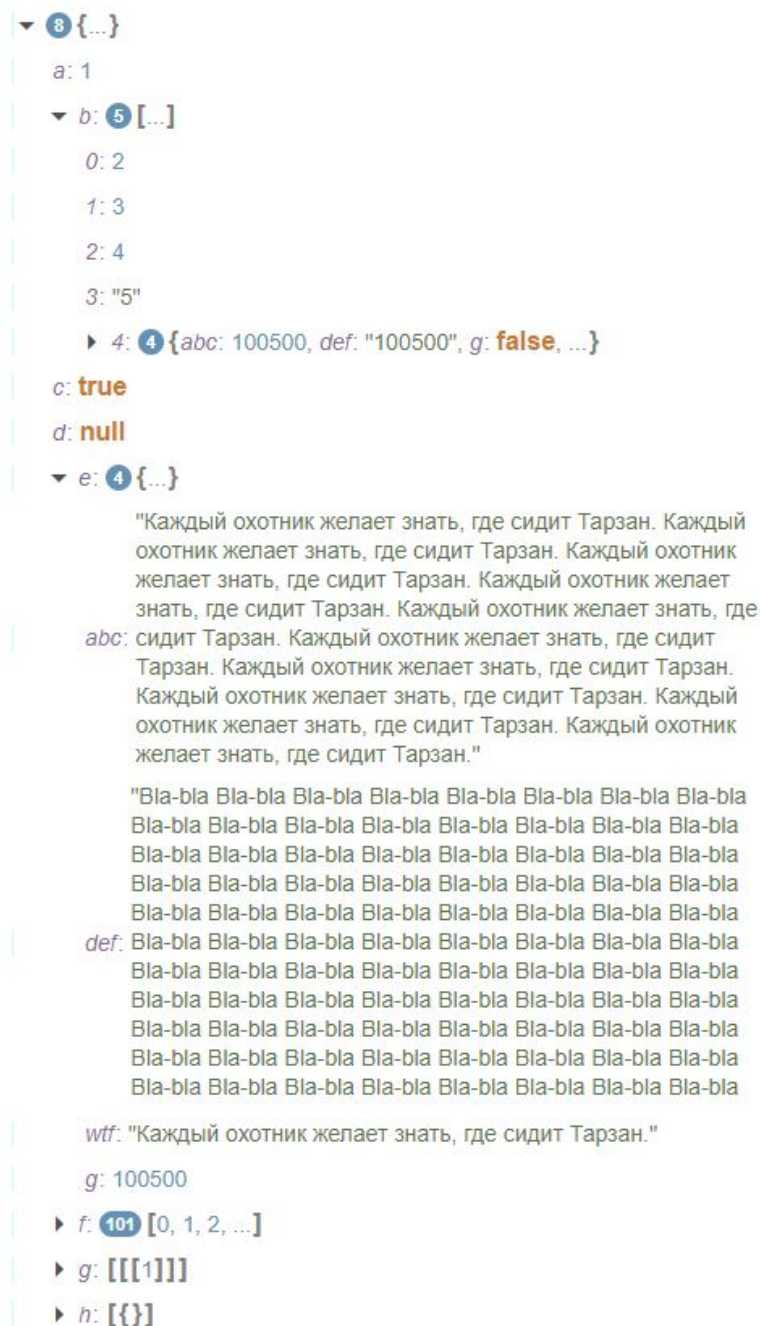 8 {...}
a: 1
b: 5 [...]
0: 2
1: 3
2: 4
3: "5"
4: 4 {abc: 100500, def: "100500", g: false, ...}
c: true
d: null
e: 4 {...}
"Каждый охотник желает знать, где сидит Тарзан. Каждый
охотник желает знать, где сидит Тарзан. Каждый охотник
желает знать, где сидит Тарзан. Каждый охотник желает
знать, где сидит Тарзан. Каждый охотник желает знать, где
abc: сидит Тарзан. Каждый охотник желает знать, где сидит
Тарзан. Каждый охотник желает знать, где сидит Тарзан.
Каждый охотник желает знать, где сидит Тарзан. Каждый
охотник желает знать, где сидит Тарзан. Каждый охотник
желает знать, где сидит Тарзан."
"Bla-bla Bla-bla Bla-bla Bla-bla Bla-bla Bla-bla Bla-bla Bla-bla
Bla-bla Bla-bla Bla-bla Bla-bla Bla-bla Bla-bla Bla-bla Bla-bla
Bla-bla Bla-bla Bla-bla Bla-bla Bla-bla Bla-bla Bla-bla Bla-bla
Bla-bla Bla-bla Bla-bla Bla-bla Bla-bla Bla-bla Bla-bla Bla-bla
Bla-bla Bla-bla Bla-bla Bla-bla Bla-bla Bla-bla Bla-bla Bla-bla
def: Bla-bla Bla-bla Bla-bla Bla-bla Bla-bla Bla-bla Bla-bla Bla-bla
Bla-bla Bla-bla Bla-bla Bla-bla Bla-bla Bla-bla Bla-bla Bla-bla
Bla-bla Bla-bla Bla-bla Bla-bla Bla-bla Bla-bla Bla-bla Bla-bla
Bla-bla Bla-bla Bla-bla Bla-bla Bla-bla Bla-bla Bla-bla Bla-bla
Bla-bla Bla-bla Bla-bla Bla-bla Bla-bla Bla-bla Bla-bla Bla-bla
Bla-bla Bla-bla Bla-bla Bla-bla Bla-bla Bla-bla Bla-bla Bla-bla
wtf: "Каждый охотник желает знать, где сидит Тарзан."
g: 100500
f: 101 [0, 1, 2, ...]
g: [[[1]]]
h: [{}]